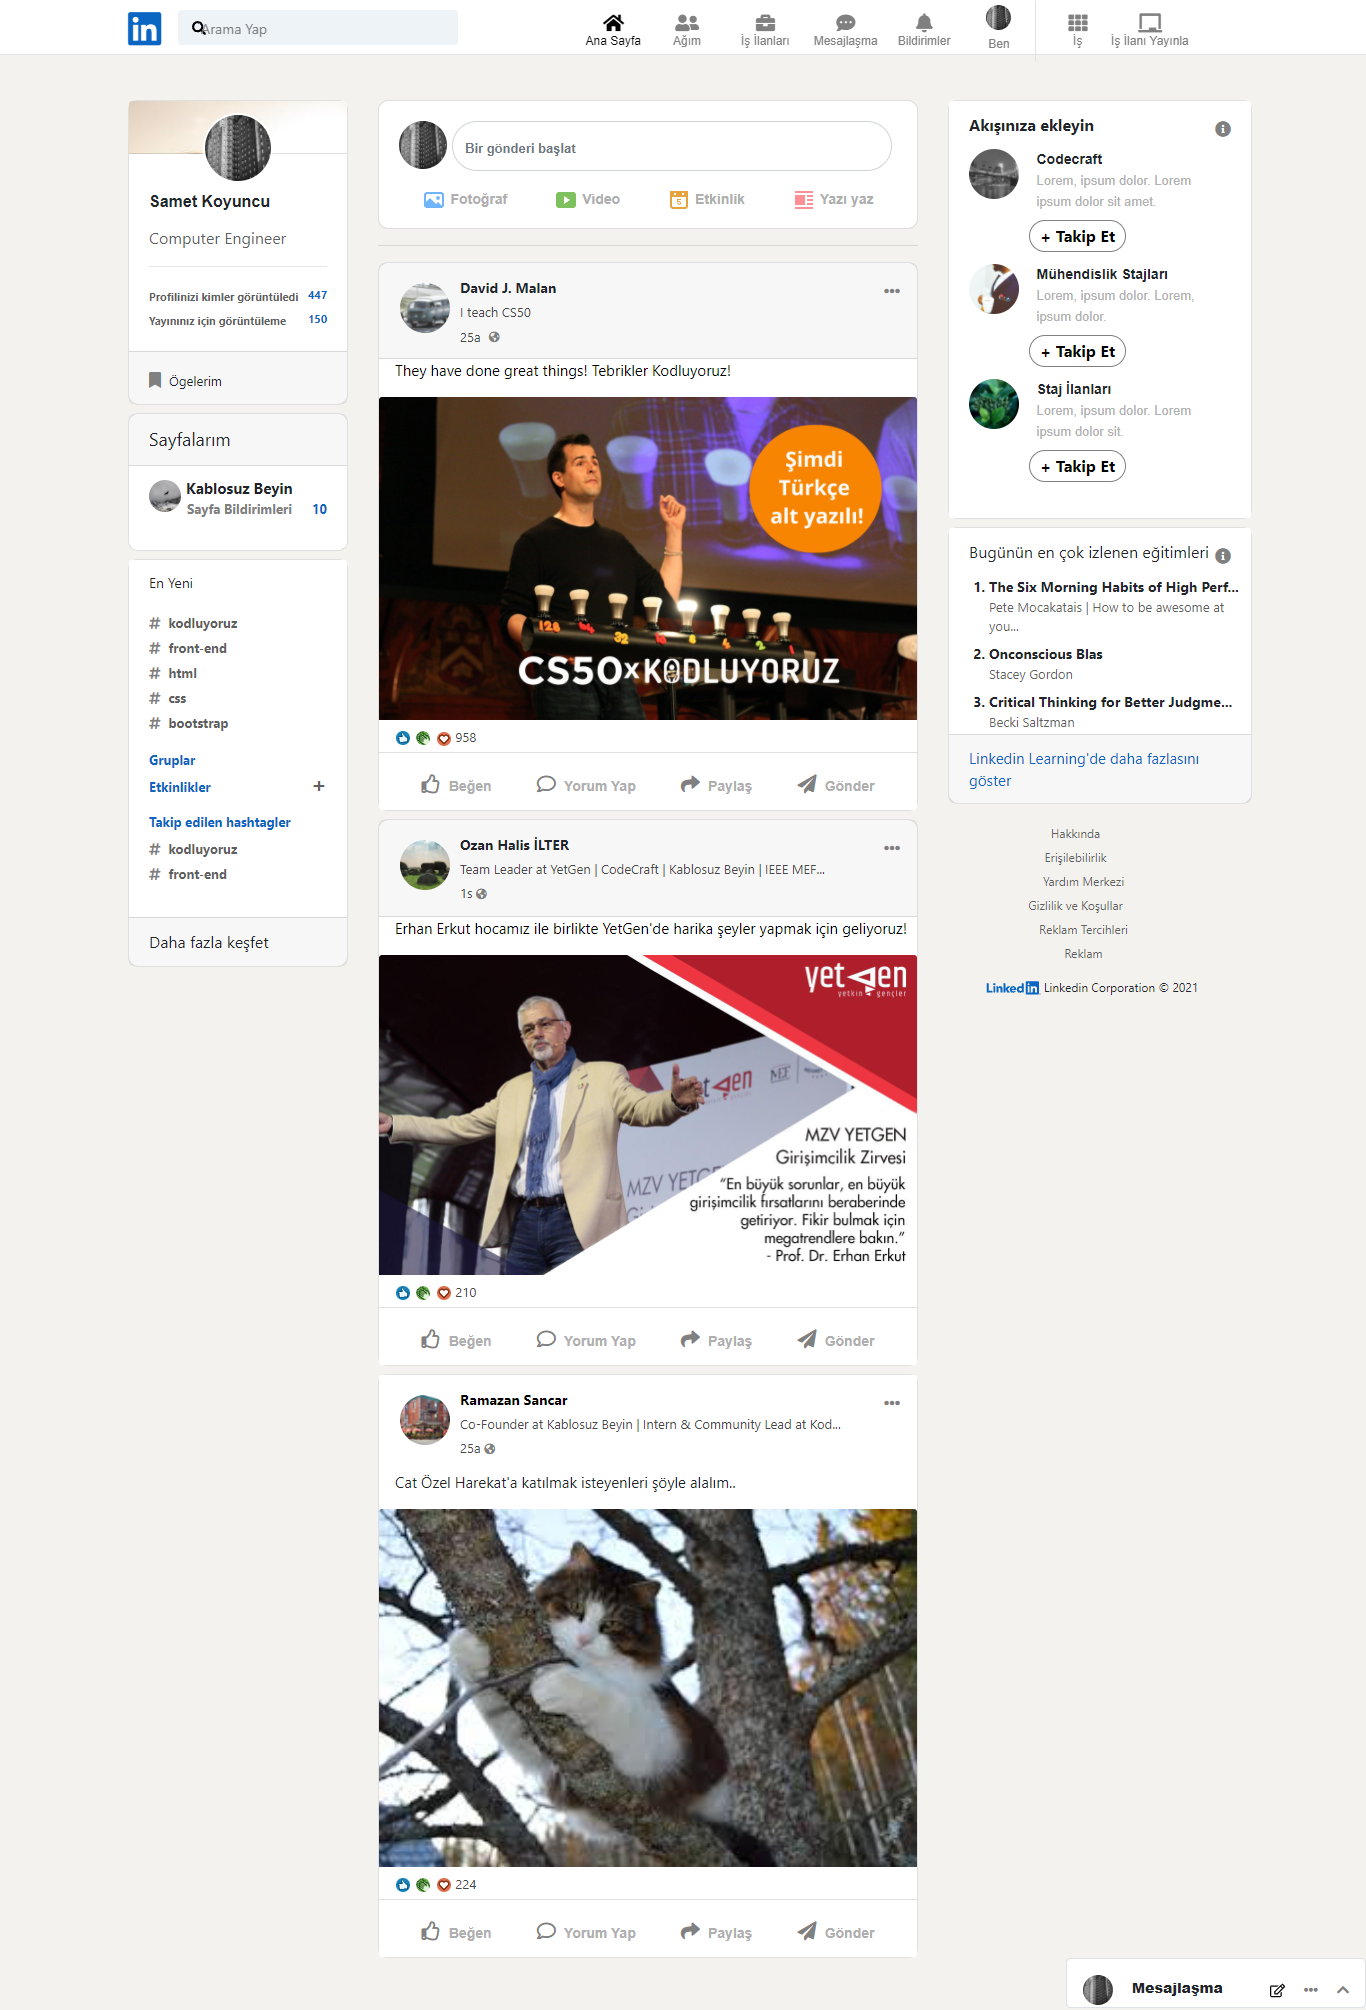 in
Arama Yap
Ana Sayfa
Ağım
İş İlanları
Mesajlaşma
Bildirimler
Ben
İş
İş İlanı Yayınla
Samet Koyuncu
Computer Engineer
Profilinizi kimler görüntüledi 447
Yayınınız için görüntüleme 150
Ögelerim
Sayfalarım
Kablosuz Beyin
Sayfa Bildirimleri 10
En Yeni
# kodluyoruz
# front-end
# html
# css
# bootstrap
Gruplar
Etkinlikler +
Takip edilen hashtagler
# kodluyoruz
# front-end
Daha fazla keşfet
Bir gönderi başlat
Fotoğraf
Video
5 Etkinlik
Yazı yaz
David J. Malan
I teach CS50
25a
They have done great things! Tebrikler Kodluyoruz!
Şimdi
Türkçe
alt yazılı!
128 64 32 16 8 4 2 1
CS50xKODLUYORUZ
958
Beğen
Yorum Yap
Paylaş
Gönder
Ozan Halis İLTER
Team Leader at YetGen | CodeCraft | Kablosuz Beyin | IEEE MEF...
1s
Erhan Erkut hocamız ile birlikte YetGen'de harika şeyler yapmak için geliyoruz!
yetgen
yetkin gençler
etgen MEF
MZV YETG
MZV YETGEN
Girişimcilik Zirvesi
“En büyük sorunlar, en büyük
girişimcilik fırsatlarını beraberinde
getiriyor. Fikir bulmak için
megatrendlere bakın.”
- Prof. Dr. Erhan Erkut
210
Beğen
Yorum Yap
Paylaş
Gönder
Ramazan Sancar
Co-Founder at Kablosuz Beyin | Intern & Community Lead at Kod...
25a
Cat Özel Harekat'a katılmak isteyenleri şöyle alalım..
224
Beğen
Yorum Yap
Paylaş
Gönder
Akışınıza ekleyin
Codecraft
Lorem, ipsum dolor. Lorem
ipsum dolor sit amet.
+ Takip Et
Mühendislik Stajları
Lorem, ipsum dolor. Lorem,
ipsum dolor.
+ Takip Et
Staj İlanları
Lorem, ipsum dolor. Lorem
ipsum dolor sit.
+ Takip Et
Bugünün en çok izlenen eğitimleri
1. The Six Morning Habits of High Perf...
Pete Mocakatais | How to be awesome at
you...
2. Onconscious Blas
Stacey Gordon
3. Critical Thinking for Better Judgme...
Becki Saltzman
Linkedin Learning'de daha fazlasını
göster
Hakkında
Erişilebilirlik
Yardım Merkezi
Gizlilik ve Koşullar
Reklam Tercihleri
Reklam
Linkedin Linkedin Corporation © 2021
Mesajlaşma